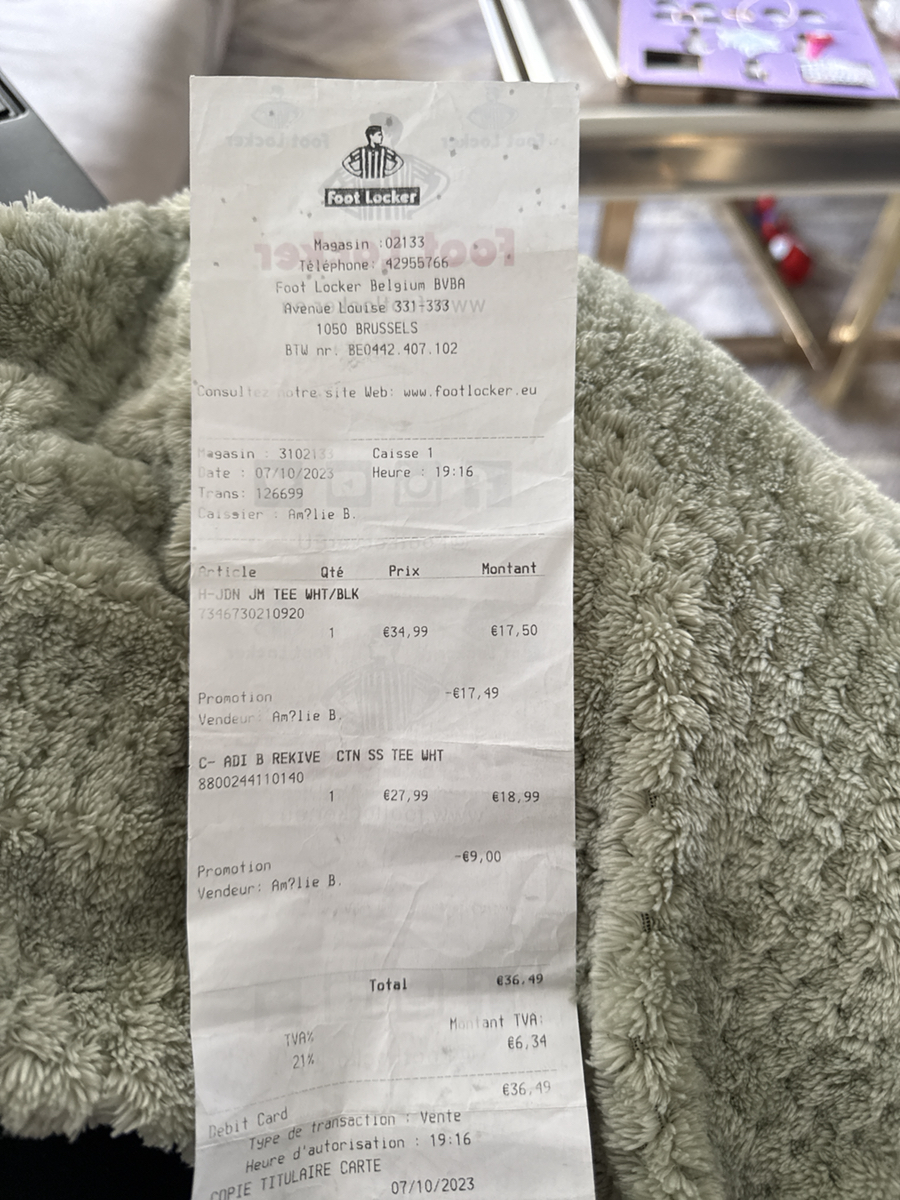 Foot Locker
Magasin :02133
Téléphone: 42955766
Foot Locker Belgium BVBA
Avenue Louise 331-333
1050 BRUSSELS
BTW nr: BE0442.407.102
Consultez notre site Web: www.footlocker.eu
Magasin : 3102133 Caisse 1
Date : 07/10/2023 Heure : 19:16
Trans: 126699
Caissier : Am?lie B.
Article Qté Prix Montant
H-JDN JM TEE WHT/BLK
7346730210920
1 €34,99 €17,50
Promotion -€17,49
Vendeur: Am?lie B.
C- ADI B REKIVE CTN SS TEE WHT
8800244110140
1 €27,99 €18,99
Promotion -€9,00
Vendeur: Am?lie B.
Total €36,49
TVA% Montant TVA:
21% €6,34
€36,49
Debit Card
Type de transaction : Vente
Heure d'autorisation : 19:16
COPIE TITULAIRE CARTE
07/10/2023